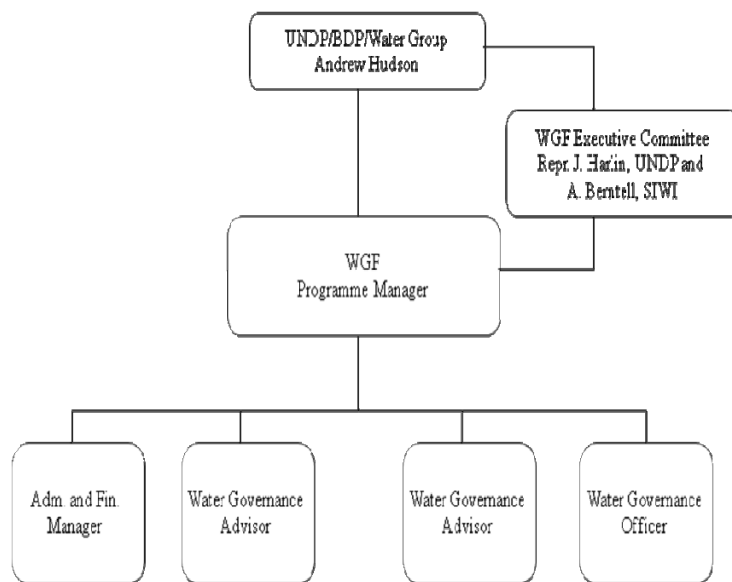 UNDP/BDP/Water Group
Andrew Hudson
WGF Executive Committee
Repr. J. Harlin, UNDP and
A. Berntell, SIWI
WGF
Programme Manager
Adm. and Fin.
Manager
Water Governance
Advisor
Water Governance
Advisor
Water Governance
Officer